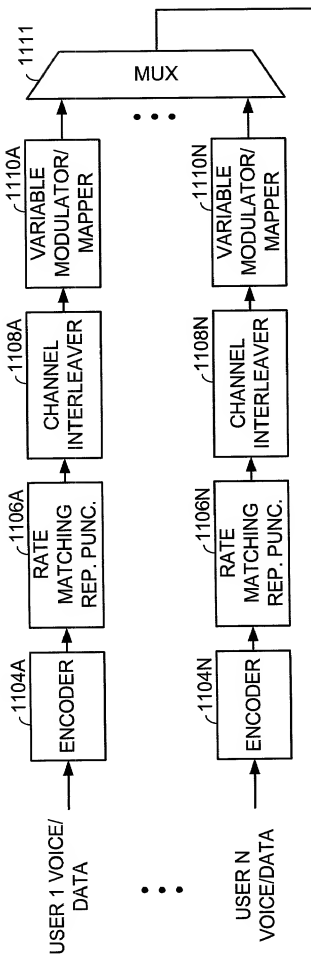 USER 1 VOICE/
DATA
1104A
ENCODER
1106A
RATE
MATCHING
REP. PUNC.
1108A
CHANNEL
INTERLEAVER
1110A
VARIABLE
MODULATOR/
MAPPER
1111
MUX
USER N
VOICE/DATA
1104N
ENCODER
1106N
RATE
MATCHING
REP. PUNC.
1108N
CHANNEL
INTERLEAVER
1110N
VARIABLE
MODULATOR/
MAPPER